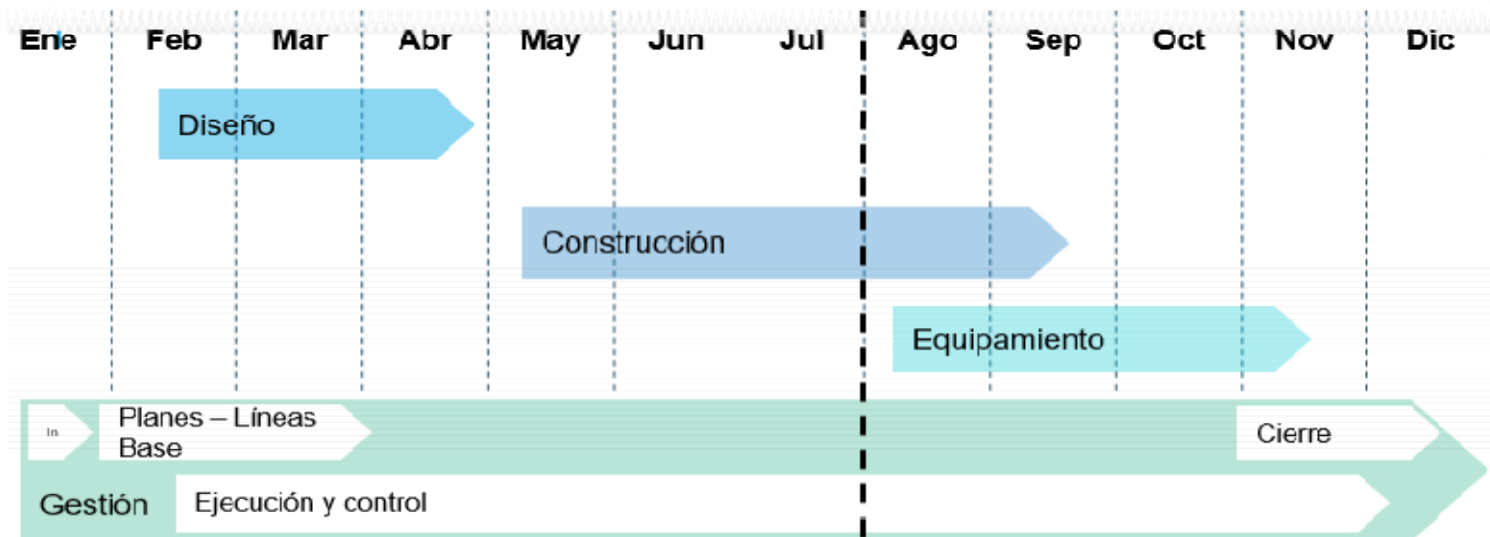 Ene Feb Mar Abr May Jun Jul Ago Sep Oct Nov Dic
Diseño
Construcción
Equipamiento
In
Planes – Líneas
Base
Cierre
Gestión
Ejecución y control